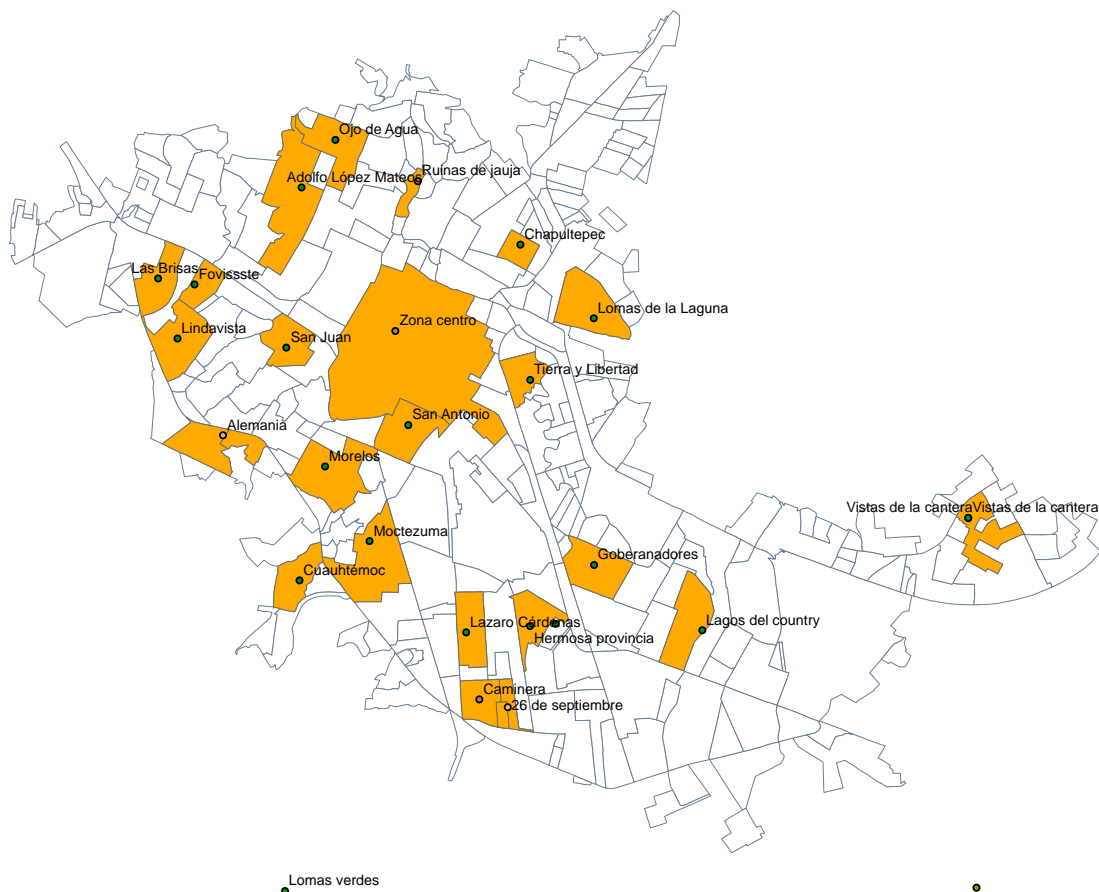 Ojo de Agua
Ruinas de jauja
Adolfo López Mateos
Chapultepec
Las Brisas
Fovissste
Lomas de la Laguna
Zona centro
Lindavista
San Juan
Tierra y Libertad
San Antonio
Alemania
Morelos
Vistas de la cantera
Vistas de la cantera
Moctezuma
Goberanadores
Cuauhtémoc
Lazaro Cárdenas
Lagos del country
Hermosa provincia
Caminera
26 de septiembre
Lomas verdes